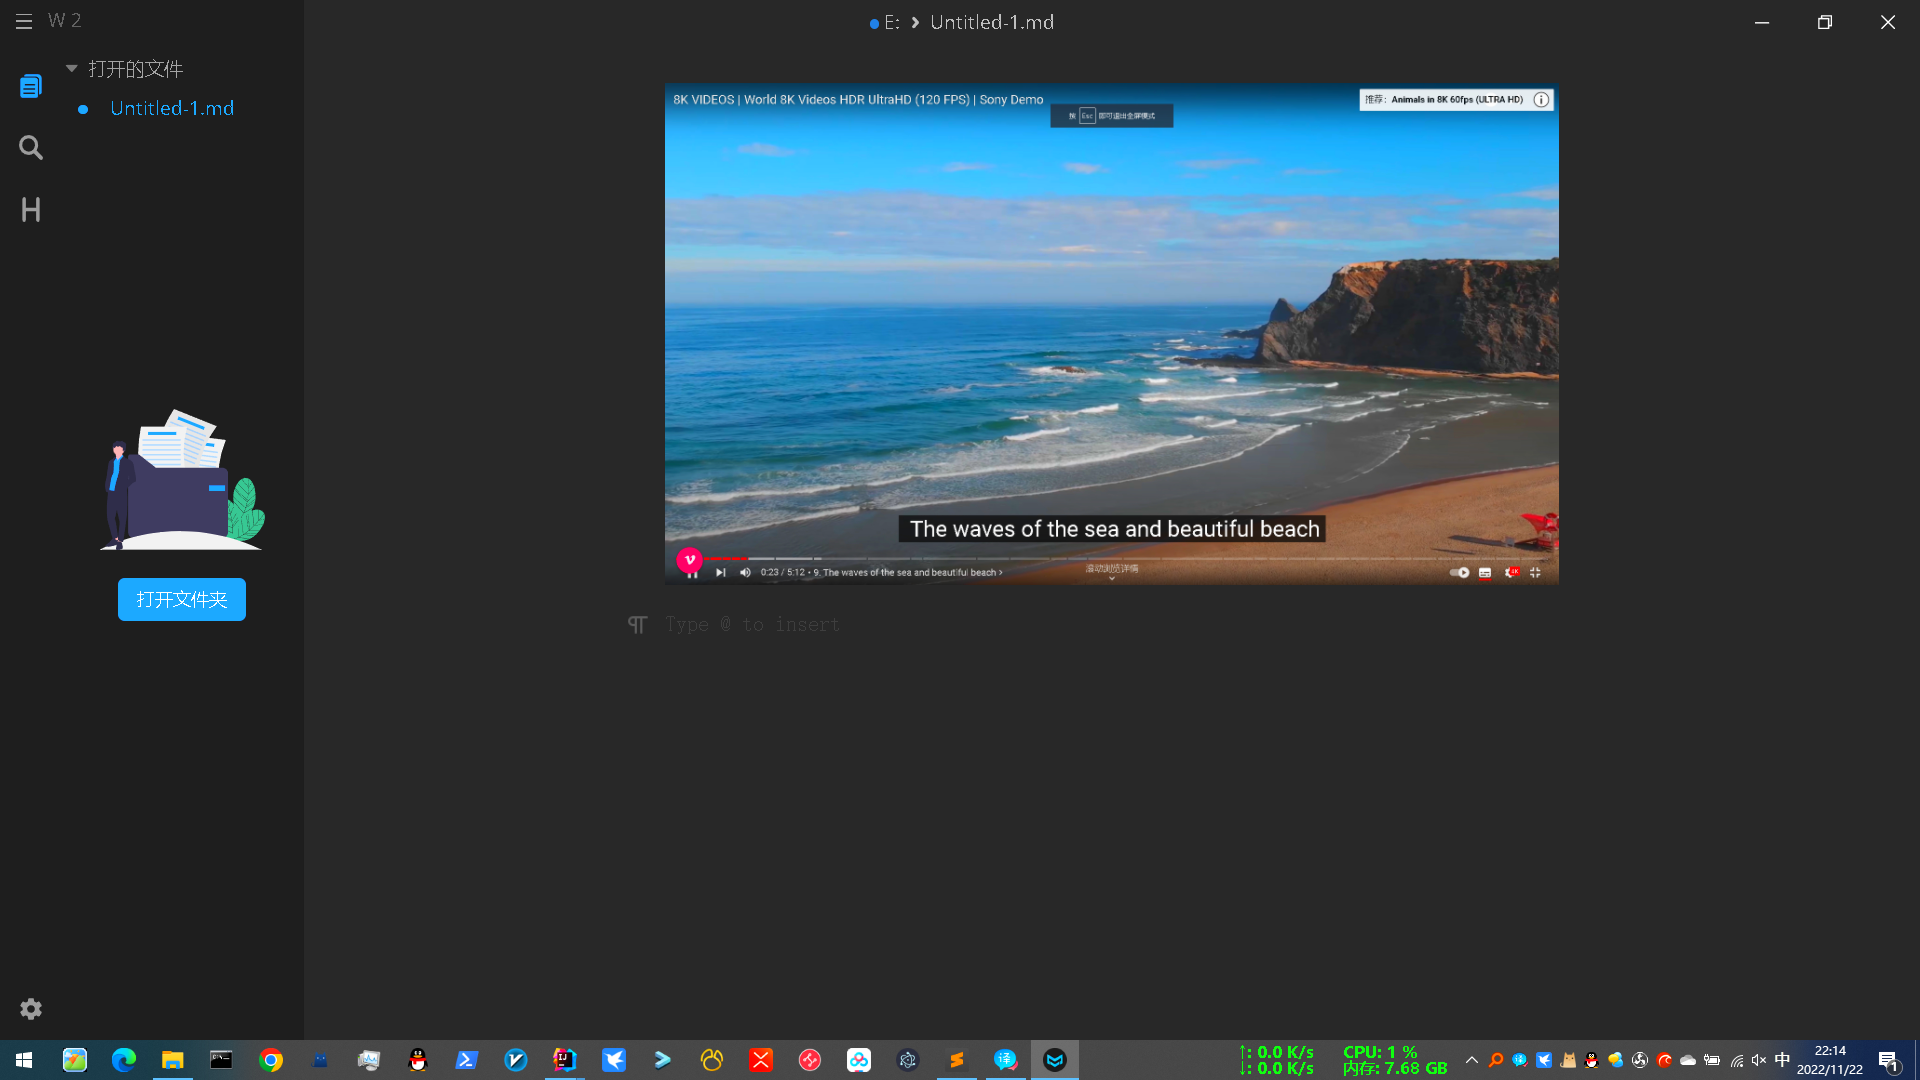 W 2
E: Untitled-1.md
打开的文件
Untitled-1.md
打开文件夹
8K VIDEOS | World 8K Videos HDR UltraHD (120 FPS) | Sony Demo
推荐: Animals in 8K 60fps (ULTRA HD)
按 Esc 即可退出全屏模式
The waves of the sea and beautiful beach
0:23 / 5:12 • 9. The waves of the sea and beautiful beach >
滚动浏览详情
Type @ to insert
↑: 0.0 K/s CPU: 1 %
↓: 0.0 K/s 内存: 7.68 GB
中
22:14
2022/11/22
1